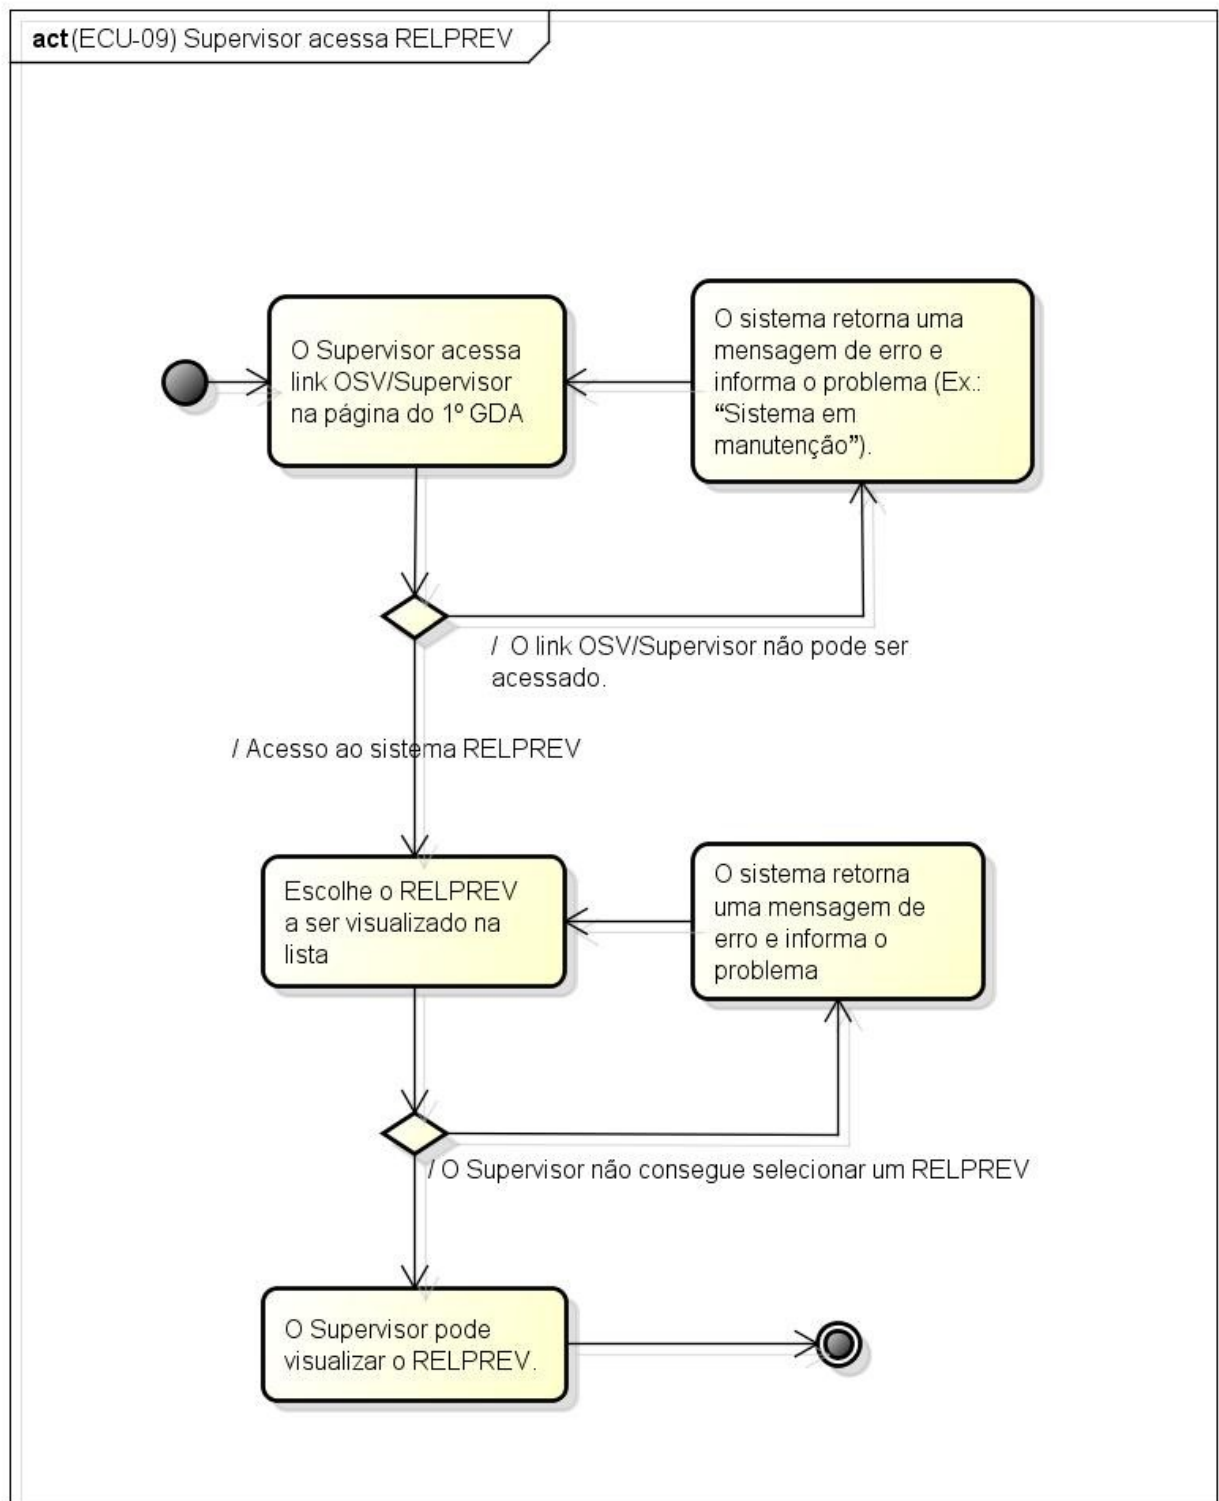 act (ECU-09) Supervisor acessa RELPREV
O Supervisor acessa
link OSV/Supervisor
na página do 1º GDA
O sistema retorna uma
mensagem de erro e
informa o problema (Ex.:
“Sistema em
manutenção”).
/ O link OSV/Supervisor não pode ser
acessado.
/ Acesso ao sistema RELPREV
Escolhe o RELPREV
a ser visualizado na
lista
O sistema retorna
uma mensagem de
erro e informa o
problema
/ O Supervisor não consegue selecionar um RELPREV
O Supervisor pode
visualizar o RELPREV.